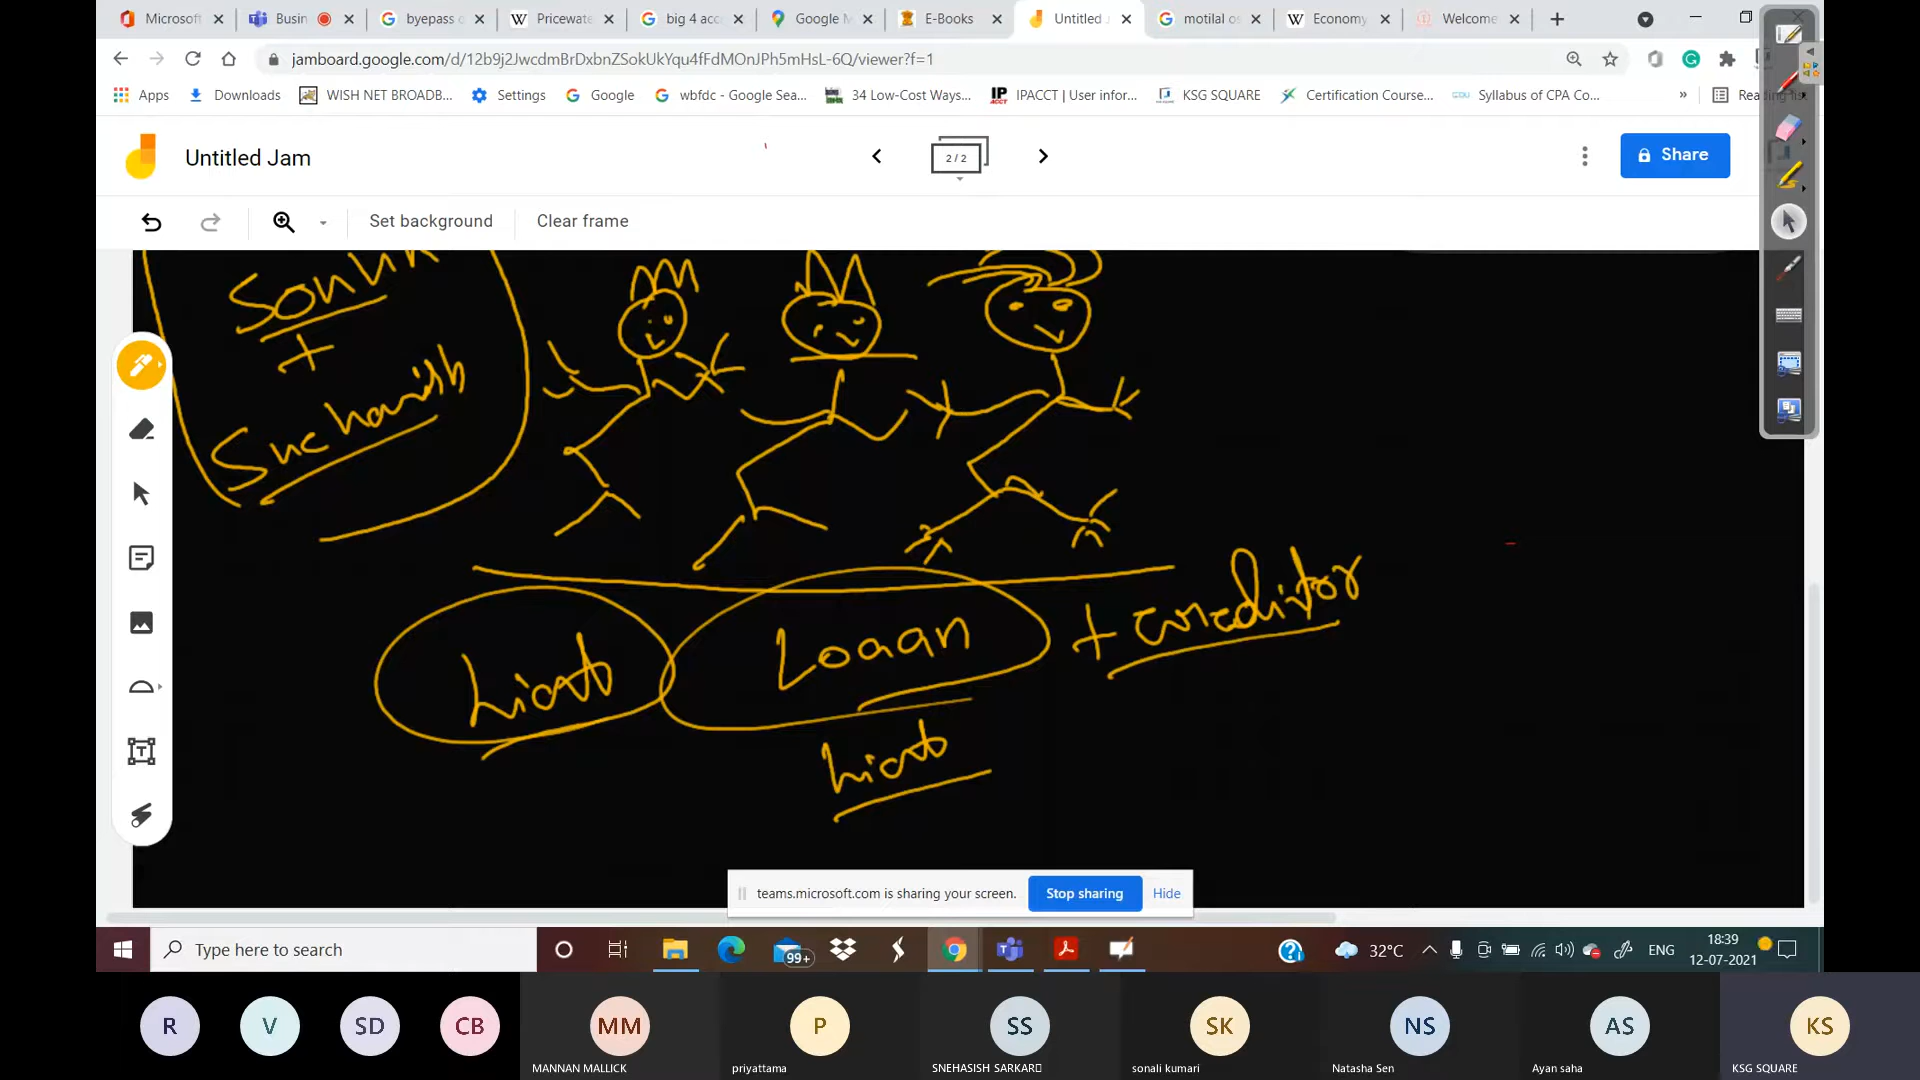 Microsoft
Busin
byepass o
Pricewate
big 4 acc
Google M
E-Books
Untitled J
motilal os
Economy
Welcome
jamboard.google.com/d/12b9j2JwcdmBrDxbnZSokUkYqu4fFdMOnJPh5mHsL-6Q/viewer?f=1
Apps
Downloads
WISH NET BROADB...
Settings
Google
wbfdc - Google Sea...
34 Low-Cost Ways...
IPACCT | User infor...
KSG SQUARE
Certification Course...
Syllabus of CPA Co...
»
Reading list
Untitled Jam
2 / 2
Share
Set background
Clear frame
+
Loaan
+ creditor
teams.microsoft.com is sharing your screen.
Stop sharing
Hide
Type here to search
99+
32°C
ENG
18:39
12-07-2021
R
V
SD
CB
MM
P
SS
SK
NS
AS
KS
MANNAN MALLICK
priyattama
SNEHASISH SARKAR
sonali kumari
Natasha Sen
Ayan saha
KSG SQUARE